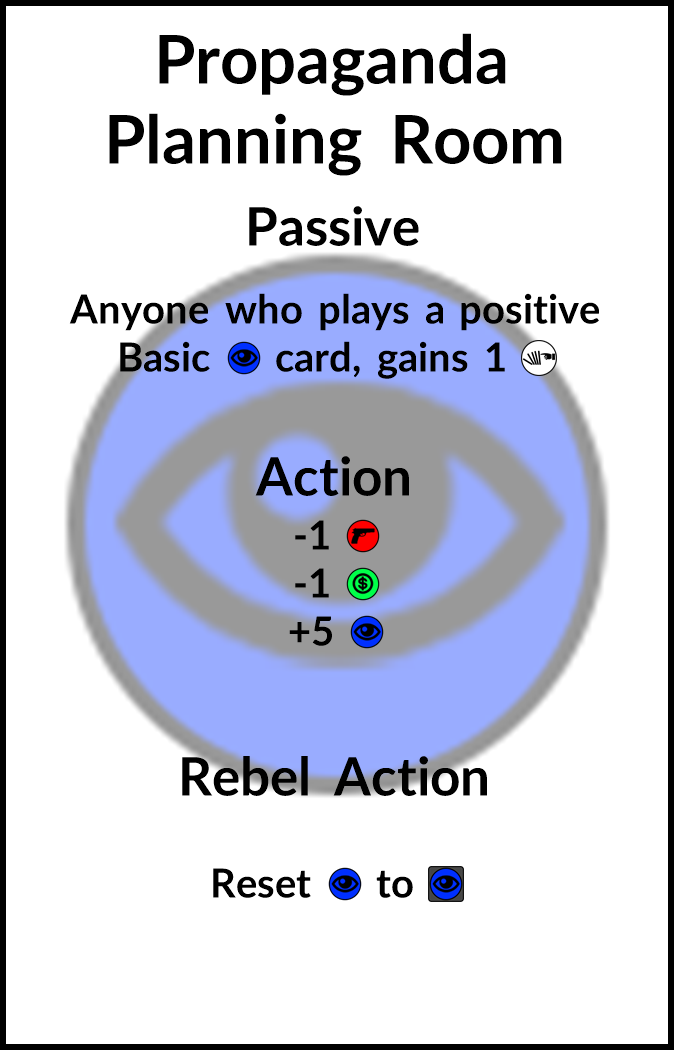 Propaganda
Planning Room
Passive
Anyone who plays a positive
Basic card, gains 1
Action
-1
-1 $
+5
Rebel Action
Reset to